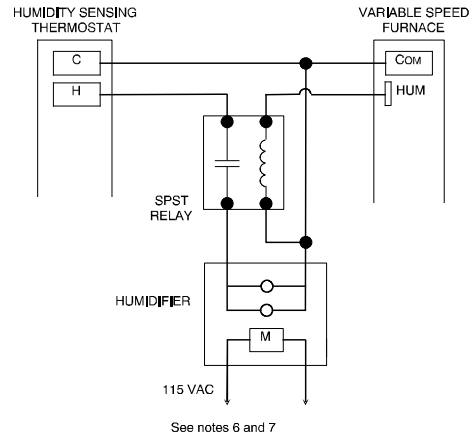 HUMIDITY SENSING
THERMOSTAT
VARIABLE SPEED
FURNACE
C
COM
H
HUM
SPST
RELAY
HUMIDIFIER
M
115 VAC
See notes 6 and 7